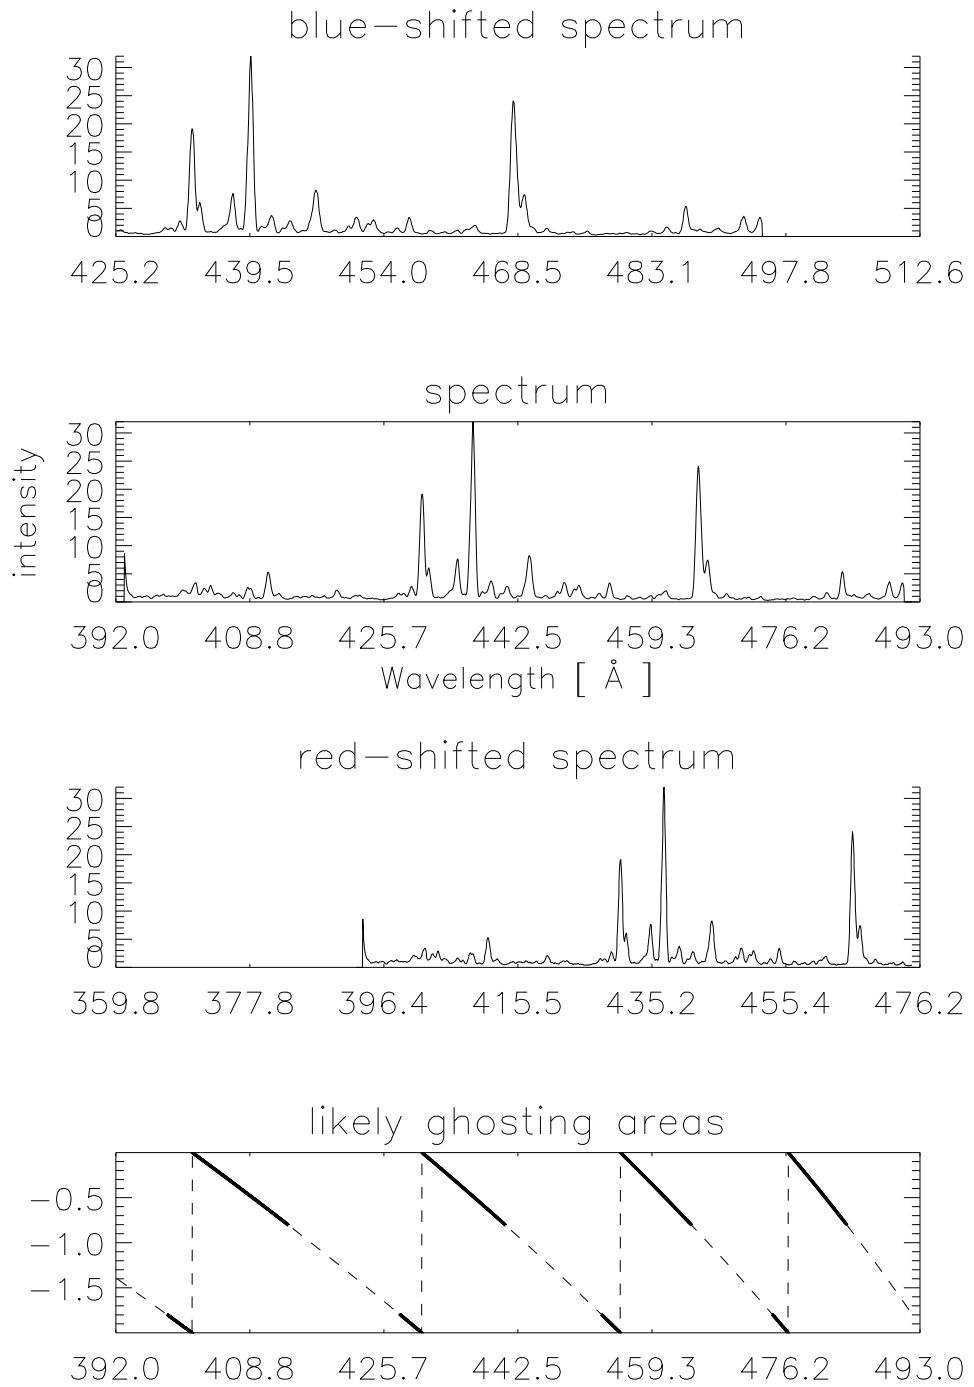 blue-shifted spectrum
30
25
20
15
10
5
0
425.2 439.5 454.0 468.5 483.1 497.8 512.6
spectrum
intensity
30
25
20
15
10
5
0
392.0 408.8 425.7 442.5 459.3 476.2 493.0
Wavelength [ Å ]
red-shifted spectrum
30
25
20
15
10
5
0
359.8 377.8 396.4 415.5 435.2 455.4 476.2
likely ghosting areas
-0.5
-1.0
-1.5
392.0 408.8 425.7 442.5 459.3 476.2 493.0